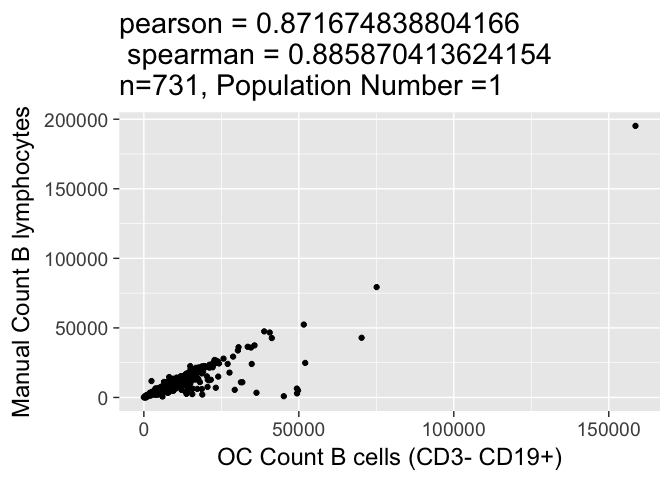 pearson = 0.871674838804166
spearman = 0.885870413624154
n=731, Population Number =1
Manual Count B lymphocytes
200000
150000
100000
50000
0
0 50000 100000 150000
OC Count B cells (CD3- CD19+)